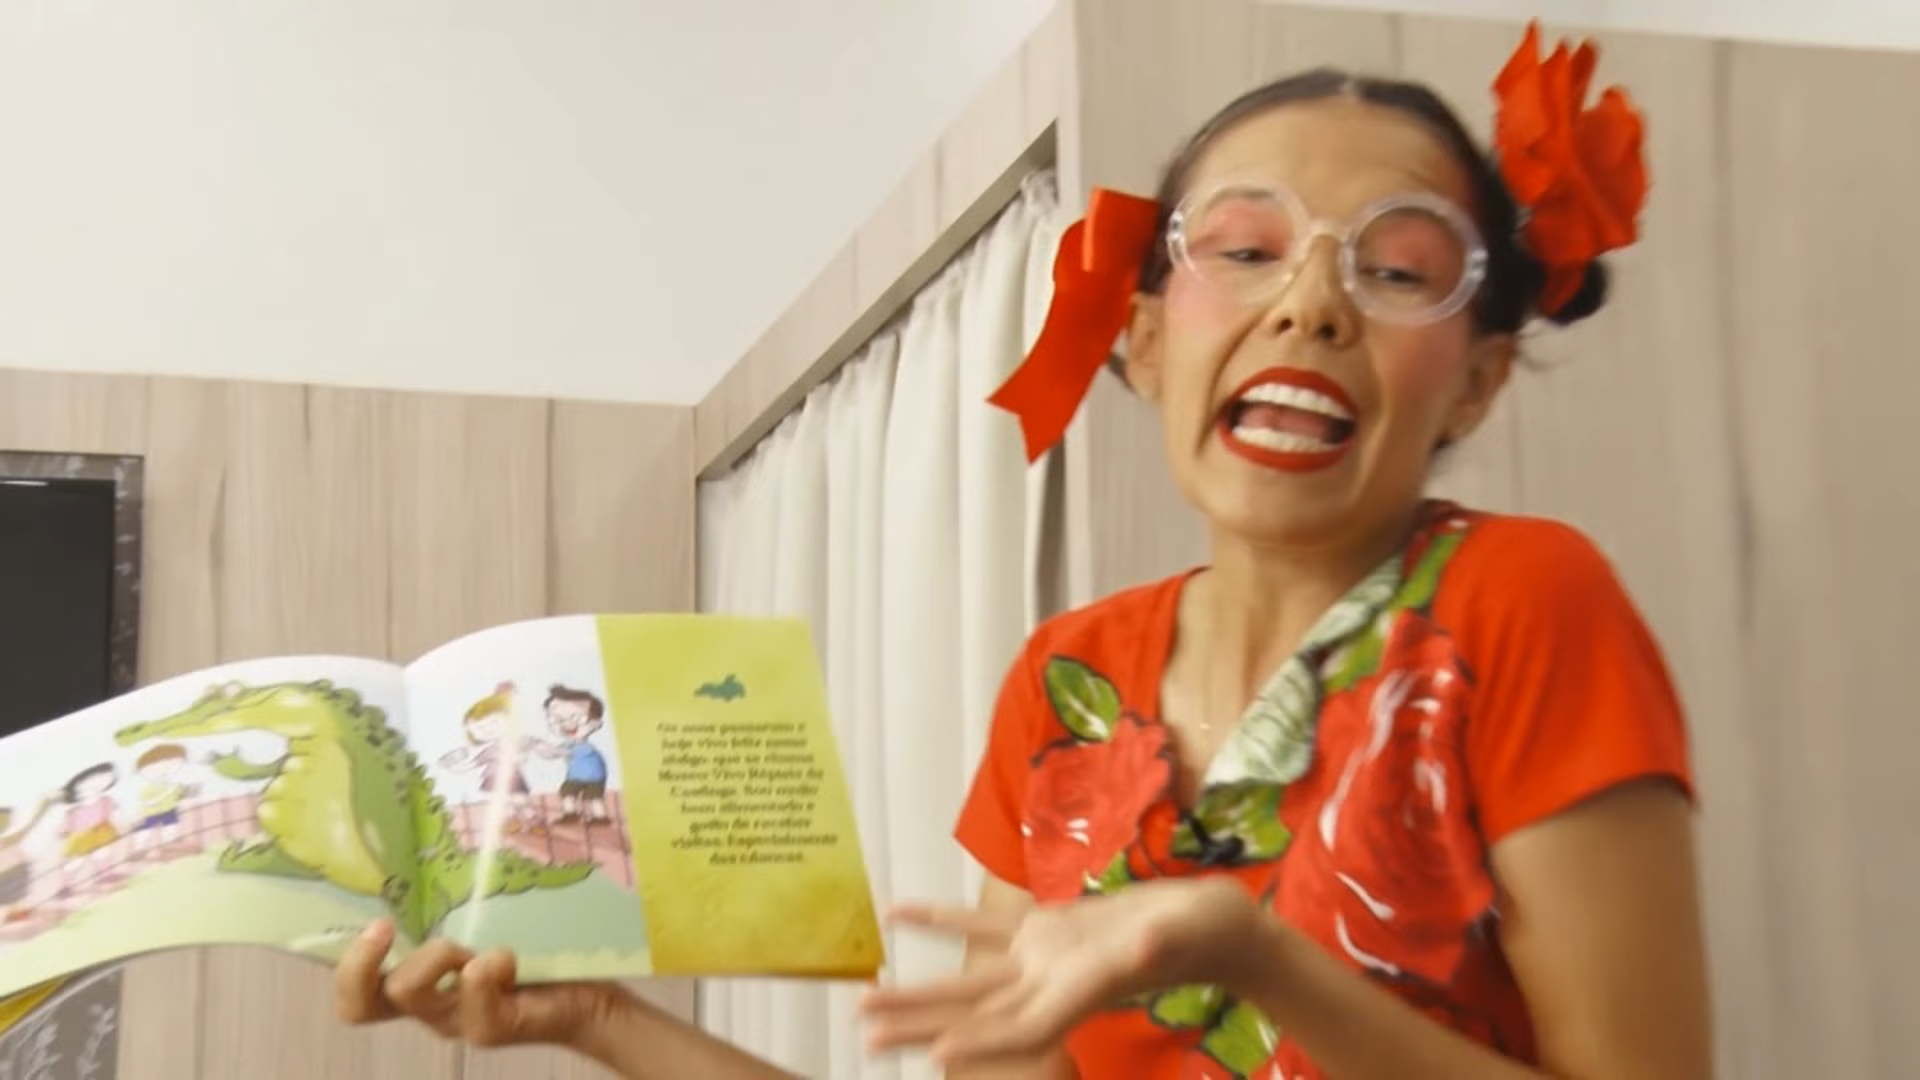 Os anos passaram e
hoje vivo feliz nesse
abrigo, que se chama
Museu Vivo Répteis da
Caatinga. Sou muito
bem alimentado e
gosto de receber
visitas. Especialmente
das crianças.